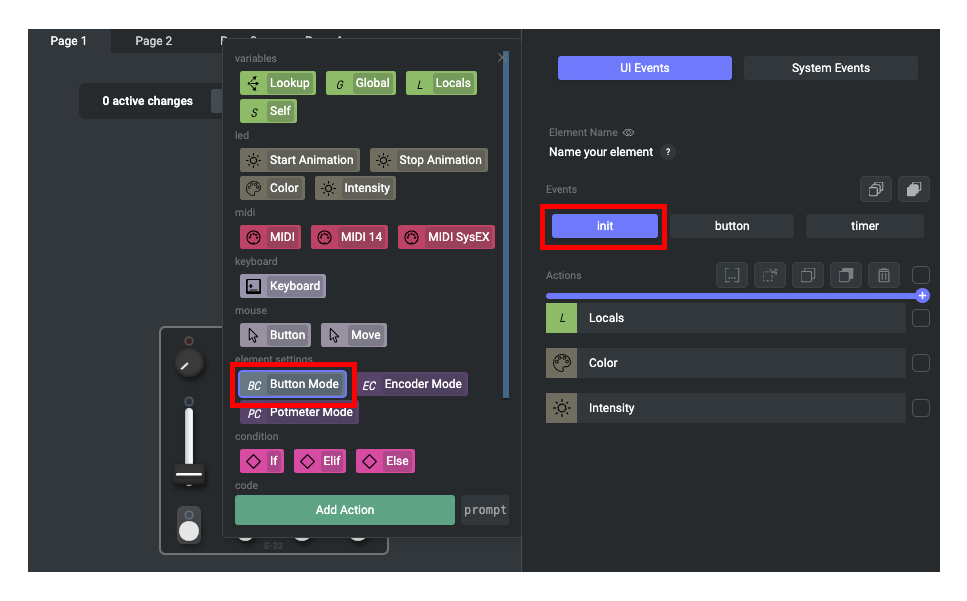 Page 1
Page 2
0 active changes
variables
Lookup
G Global
L Locals
S Self
led
Start Animation
Stop Animation
Color
Intensity
midi
MIDI
MIDI 14
MIDI SysEX
keyboard
Keyboard
mouse
Button
Move
element settings
BC Button Mode
EC Encoder Mode
PC Potmeter Mode
condition
If
Elif
Else
code
Add Action
prompt
E-32
UI Events
System Events
Element Name
Name your element ?
Events
init
button
timer
Actions
[...]
+
L Locals
Color
Intensity